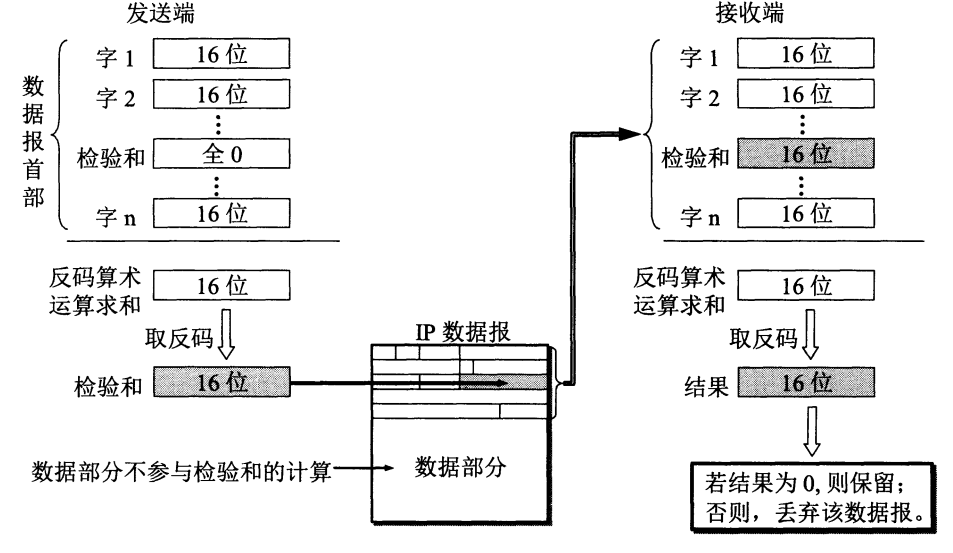 发送端
字 1 16 位
字 2 16 位
⋮
检验和 全 0
⋮
字 n 16 位
数据报首部
反码算术
运算求和 16 位
取反码
检验和 16 位
数据部分不参与检验和的计算
IP 数据报
数据部分
接收端
字 1 16 位
字 2 16 位
⋮
检验和 16 位
⋮
字 n 16 位
反码算术
运算求和 16 位
取反码
结果 16 位
若结果为 0, 则保留；
否则，丢弃该数据报。